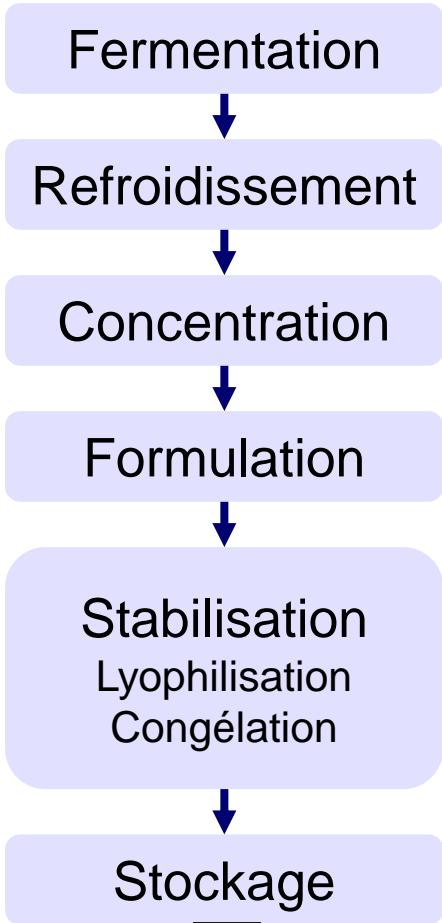 Fermentation
Refroidissement
Concentration
Formulation
Stabilisation
Lyophilisation
Congélation
Stockage